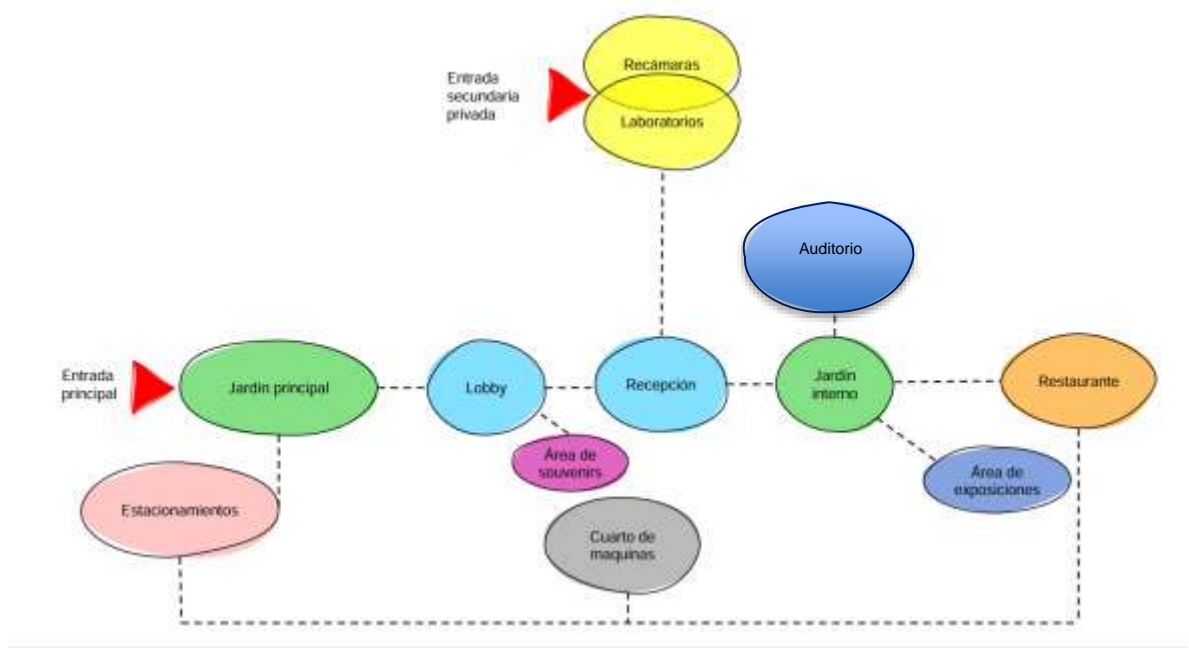 Recámaras
Entrada
secundaria
privada
Laboratorios
Auditorio
Entrada
principal
Jardín principal
Lobby
Recepción
Jardín
interno
Restaurante
Área de
souvenirs
Área de
exposiciones
Estacionamientos
Cuarto de
maquinas